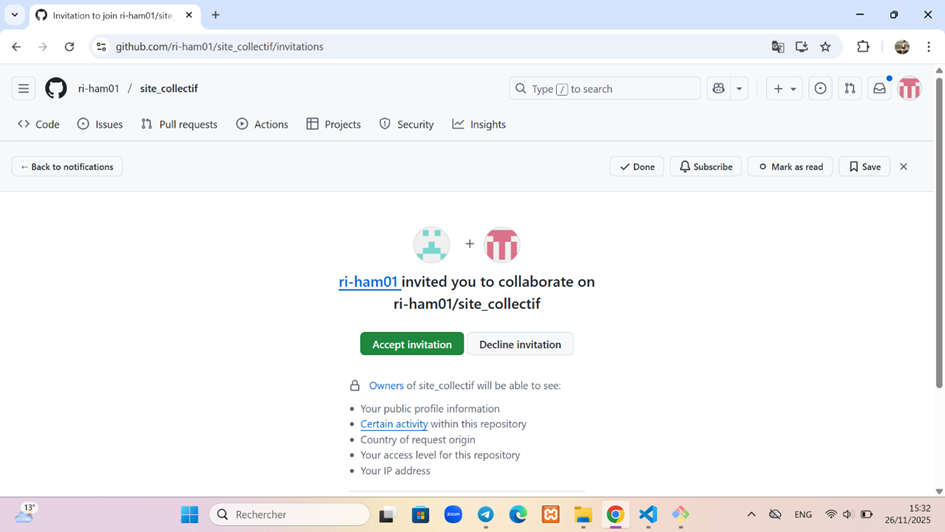 Invitation to join ri-ham01/site_
github.com/ri-ham01/site_collectif/invitations
ri-ham01 / site_collectif
Type / to search
Code Issues Pull requests Actions Projects Security Insights
← Back to notifications Done Subscribe Mark as read Save
ri-ham01 invited you to collaborate on
ri-ham01/site_collectif
Accept invitation Decline invitation
Owners of site_collectif will be able to see:
Your public profile information
Certain activity within this repository
Country of request origin
Your access level for this repository
Your IP address
13°
Rechercher
zoom
ENG
15:32
26/11/2025